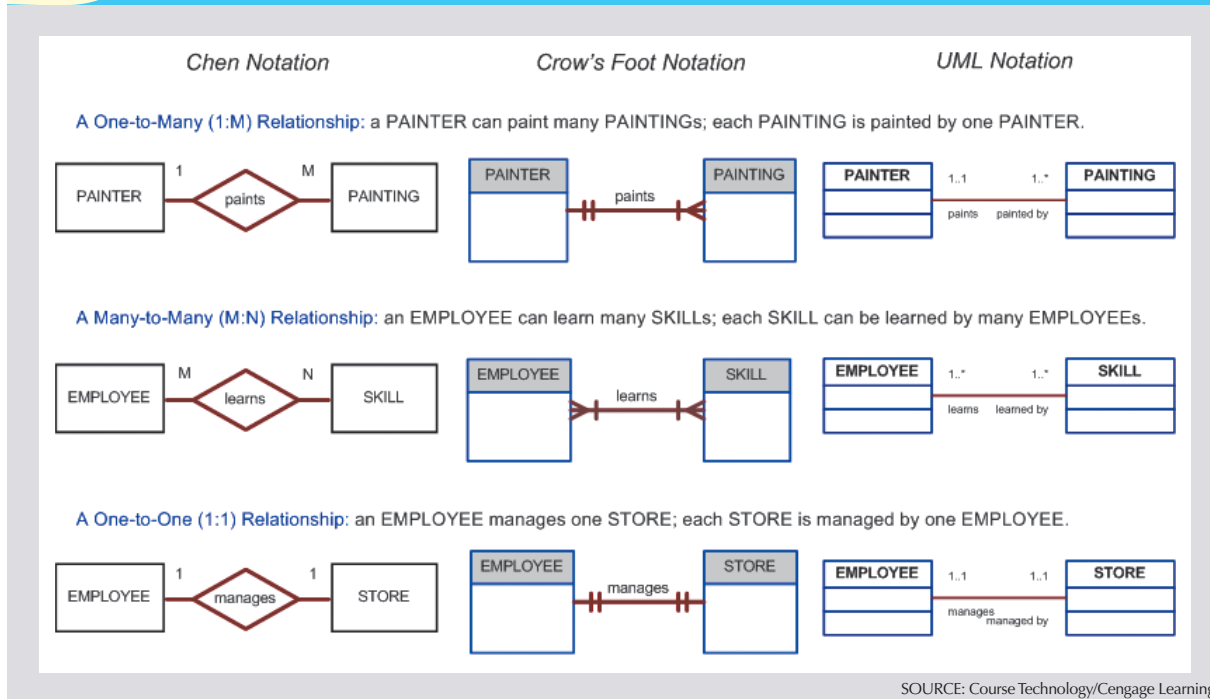 Chen Notation Crow's Foot Notation UML Notation
A One-to-Many (1:M) Relationship: a PAINTER can paint many PAINTINGs; each PAINTING is painted by one PAINTER.
1 M
PAINTER paints PAINTING
PAINTER PAINTING
paints
PAINTER 1..1 1..* PAINTING
paints painted by
A Many-to-Many (M:N) Relationship: an EMPLOYEE can learn many SKILLs; each SKILL can be learned by many EMPLOYEEs.
M N
EMPLOYEE learns SKILL
EMPLOYEE SKILL
learns
EMPLOYEE 1..* 1..* SKILL
learns learned by
A One-to-One (1:1) Relationship: an EMPLOYEE manages one STORE; each STORE is managed by one EMPLOYEE.
1 1
EMPLOYEE manages STORE
EMPLOYEE STORE
manages
EMPLOYEE 1..1 1..1 STORE
manages
managed by
SOURCE: Course Technology/Cengage Learning